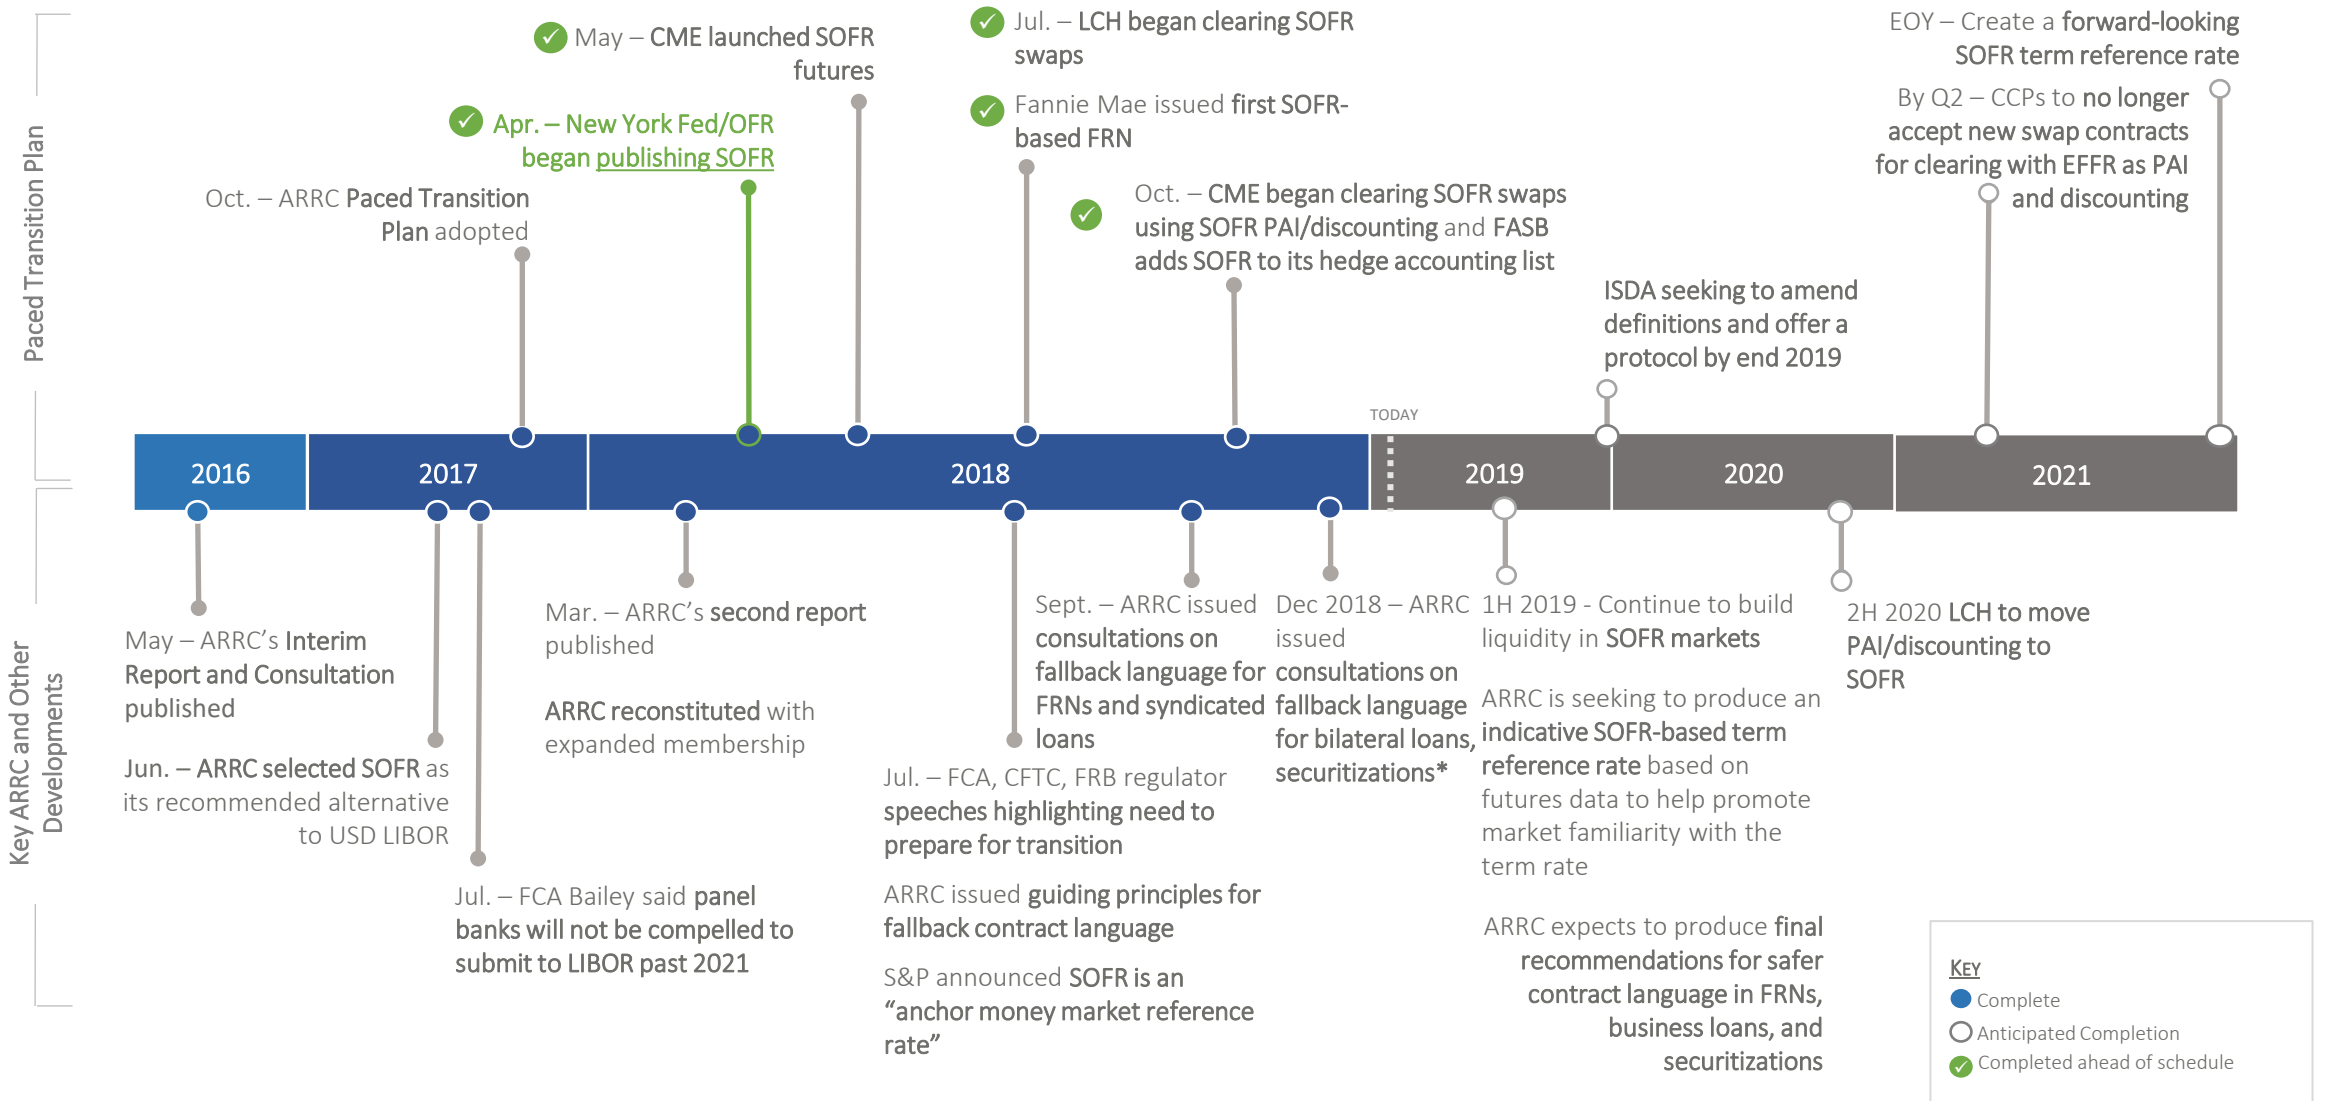 Paced Transition Plan
May – CME launched SOFR
futures
Apr. – New York Fed/OFR
began publishing SOFR
Oct. – ARRC Paced Transition
Plan adopted
Jul. – LCH began clearing SOFR
swaps
Fannie Mae issued first SOFR-
based FRN
Oct. – CME began clearing SOFR swaps
using SOFR PAI/discounting and FASB
adds SOFR to its hedge accounting list
ISDA seeking to amend
definitions and offer a
protocol by end 2019
EOY – Create a forward-looking
SOFR term reference rate
By Q2 – CCPs to no longer
accept new swap contracts
for clearing with EFFR as PAI
and discounting
TODAY
2016
2017
2018
2019
2020
2021
Key ARRC and Other
Developments
May – ARRC's Interim
Report and Consultation
published
Jun. – ARRC selected SOFR as
its recommended alternative
to USD LIBOR
Jul. – FCA Bailey said panel
banks will not be compelled to
submit to LIBOR past 2021
Mar. – ARRC's second report
published
ARRC reconstituted with
expanded membership
Jul. – FCA, CFTC, FRB regulator
speeches highlighting need to
prepare for transition
ARRC issued guiding principles for
fallback contract language
S&P announced SOFR is an
“anchor money market reference
rate”
Sept. – ARRC issued
consultations on
fallback language for
FRNs and syndicated
loans
Dec 2018 – ARRC
issued
consultations on
fallback language
for bilateral loans,
securitizations*
1H 2019 - Continue to build
liquidity in SOFR markets
ARRC is seeking to produce an
indicative SOFR-based term
reference rate based on
futures data to help promote
market familiarity with the
term rate
ARRC expects to produce final
recommendations for safer
contract language in FRNs,
business loans, and
securitizations
2H 2020 LCH to move
PAI/discounting to
SOFR
KEY
Complete
Anticipated Completion
Completed ahead of schedule